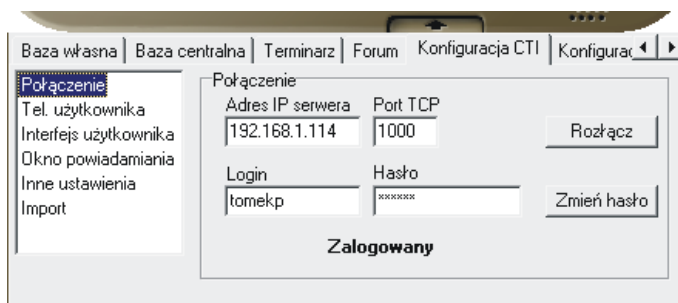 Baza własna Baza centralna Terminarz Forum Konfiguracja CTI Konfigurac
Połączenie
Tel. użytkownika
Interfejs użytkownika
Okno powiadamiania
Inne ustawienia
Import
Połączenie
Adres IP serwera Port TCP
192.168.1.114 1000 Rozłącz
Login Hasło
tomekp ×××××× Zmień hasło
Zalogowany